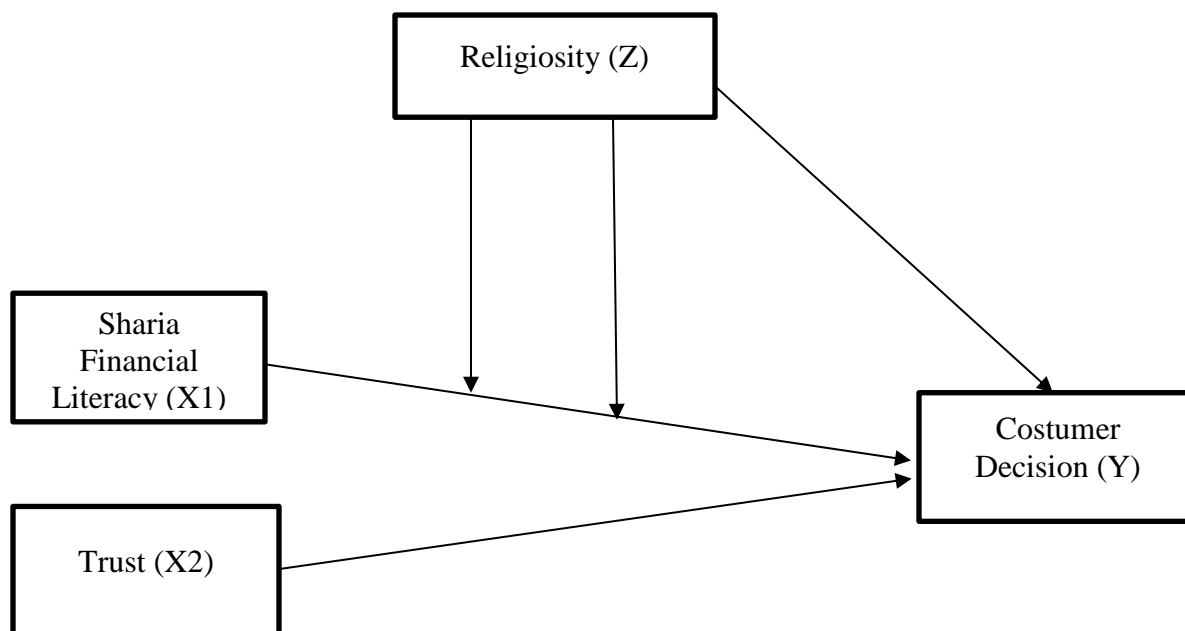 Religiosity (Z)
Sharia
Financial
Literacy (X1)
Costumer
Decision (Y)
Trust (X2)